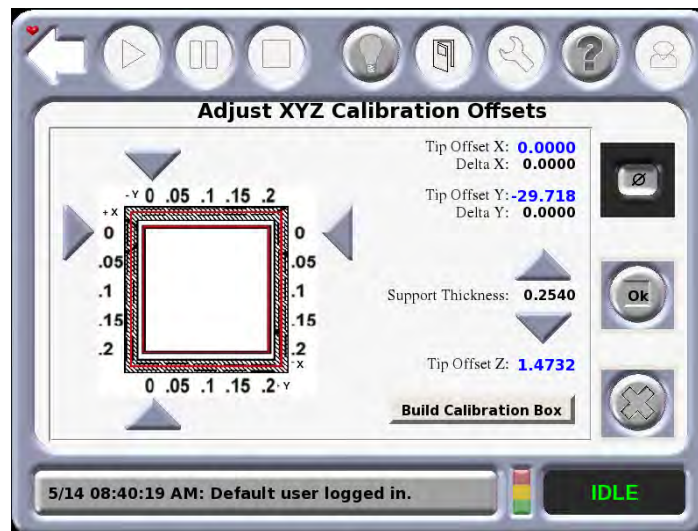 Adjust XYZ Calibration Offsets
Tip Offset X: 0.0000
Delta X: 0.0000
Tip Offset Y: -29.718
Delta Y: 0.0000
- Y 0 .05 .1 .15 .2
+ X
0 0
.05 .05
.1 .1
.15 .15
.2 .2
- X
0 .05 .1 .15 .2 - Y
Support Thickness: 0.2540
Tip Offset Z: 1.4732
Build Calibration Box
Ø
Ok
?
5/14 08:40:19 AM: Default user logged in.
IDLE